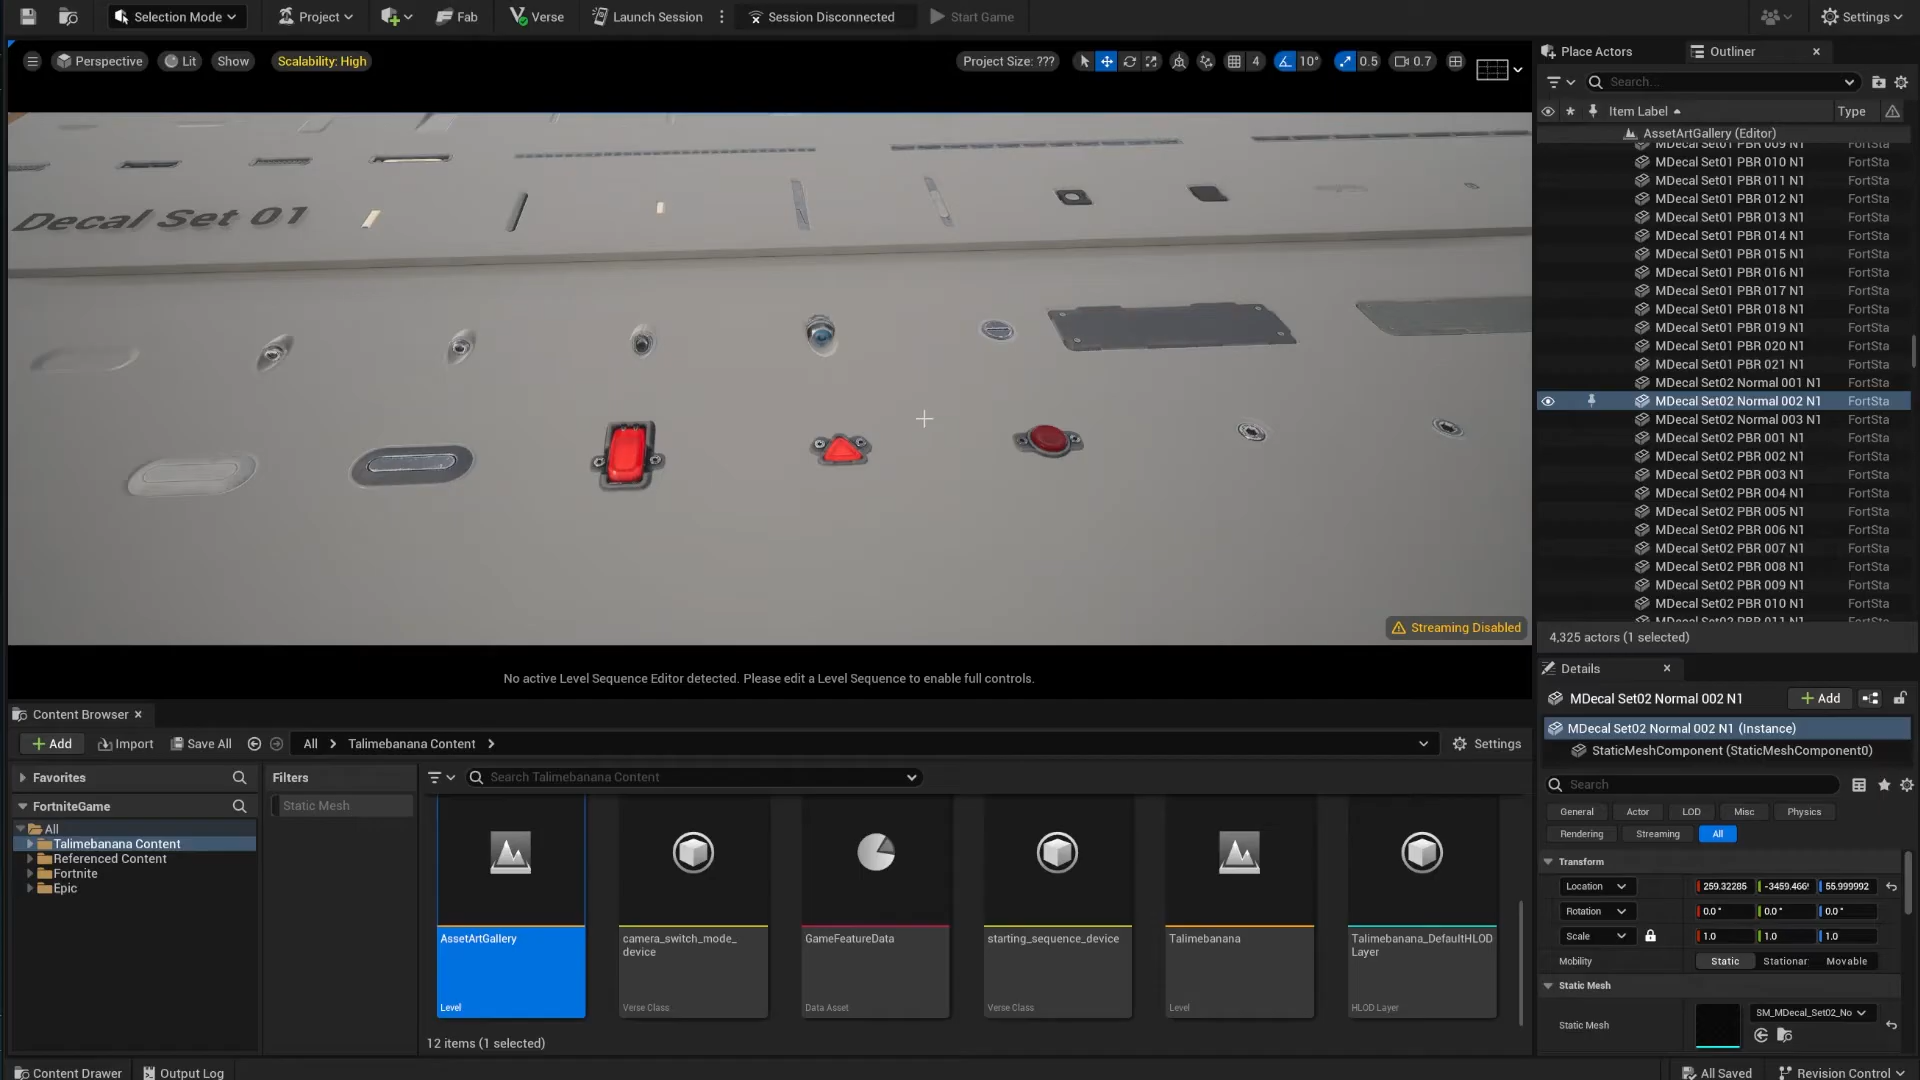 Selection Mode
Project
Fab
Verse
Launch Session
Session Disconnected
Start Game
Settings
Perspective
Lit
Show
Scalability: High
Project Size: ???
4
10°
0.5
0.7
Place Actors
Outliner
Search...
Item Label
Type
AssetArtGallery (Editor)
MDecal Set01 PBR 009 N1
MDecal Set01 PBR 010 N1 FortSta
MDecal Set01 PBR 011 N1 FortSta
MDecal Set01 PBR 012 N1 FortSta
MDecal Set01 PBR 013 N1 FortSta
MDecal Set01 PBR 014 N1 FortSta
MDecal Set01 PBR 015 N1 FortSta
MDecal Set01 PBR 016 N1 FortSta
MDecal Set01 PBR 017 N1 FortSta
MDecal Set01 PBR 018 N1 FortSta
MDecal Set01 PBR 019 N1 FortSta
MDecal Set01 PBR 020 N1 FortSta
MDecal Set01 PBR 021 N1 FortSta
MDecal Set02 Normal 001 N1 FortSta
MDecal Set02 Normal 002 N1 FortSta
MDecal Set02 Normal 003 N1 FortSta
MDecal Set02 PBR 001 N1 FortSta
MDecal Set02 PBR 002 N1 FortSta
MDecal Set02 PBR 003 N1 FortSta
MDecal Set02 PBR 004 N1 FortSta
MDecal Set02 PBR 005 N1 FortSta
MDecal Set02 PBR 006 N1 FortSta
MDecal Set02 PBR 007 N1 FortSta
MDecal Set02 PBR 008 N1 FortSta
MDecal Set02 PBR 009 N1 FortSta
MDecal Set02 PBR 010 N1 FortSta
4,325 actors (1 selected)
Decal Set 01
Streaming Disabled
No active Level Sequence Editor detected. Please edit a Level Sequence to enable full controls.
Details
MDecal Set02 Normal 002 N1
Add
MDecal Set02 Normal 002 N1 (Instance)
StaticMeshComponent (StaticMeshComponent0)
Search
General
Actor
LOD
Misc
Physics
Rendering
Streaming
All
Transform
Location 259.32285 -3459.466 55.999992
Rotation 0.0° 0.0° 0.0°
Scale 1.0 1.0 1.0
Mobility Static Stationar Movable
Static Mesh
Static Mesh
SM_MDecal_Set02_No
Content Browser
Add
Import
Save All
All
Talimebanana Content
Settings
Favorites
Filters
Search Talimebanana Content
FortniteGame
Static Mesh
All
Talimebanana Content
Referenced Content
Fortnite
Epic
AssetArtGallery
Level
camera_switch_mode_
device
Verse Class
GameFeatureData
Data Asset
starting_sequence_device
Verse Class
Talimebanana
Level
Talimebanana_DefaultHLOD
Layer
HLOD Layer
12 items (1 selected)
Content Drawer
Output Log
All Saved
Revision Control